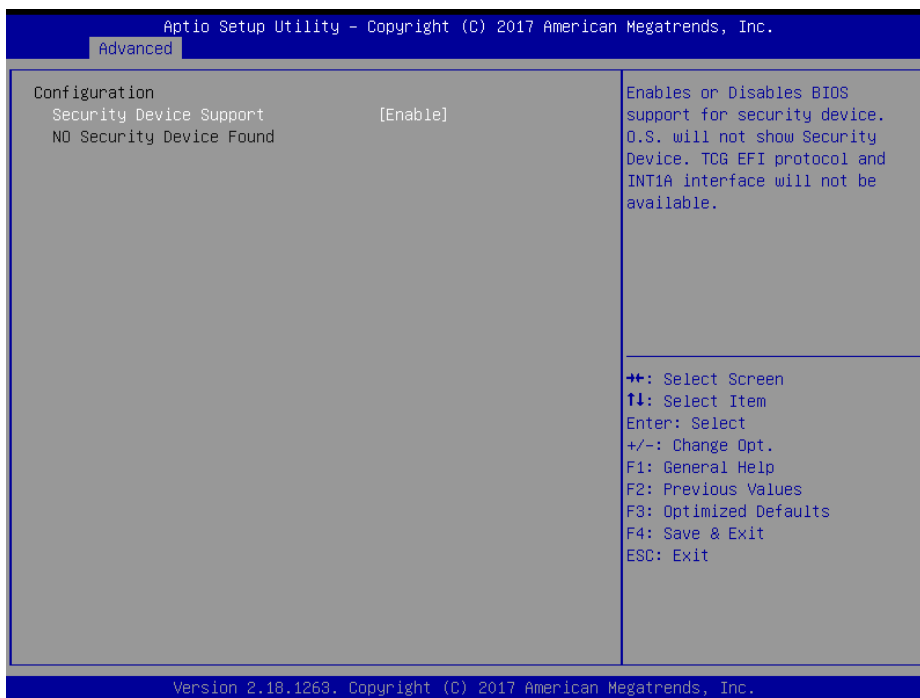 Aptio Setup Utility – Copyright (C) 2017 American Megatrends, Inc.
Advanced
Configuration
Security Device Support [Enable]
NO Security Device Found
Enables or Disables BIOS
support for security device.
O.S. will not show Security
Device. TCG EFI protocol and
INT1A interface will not be
available.
→←: Select Screen
↑↓: Select Item
Enter: Select
+/-: Change Opt.
F1: General Help
F2: Previous Values
F3: Optimized Defaults
F4: Save & Exit
ESC: Exit
Version 2.18.1263. Copyright (C) 2017 American Megatrends, Inc.